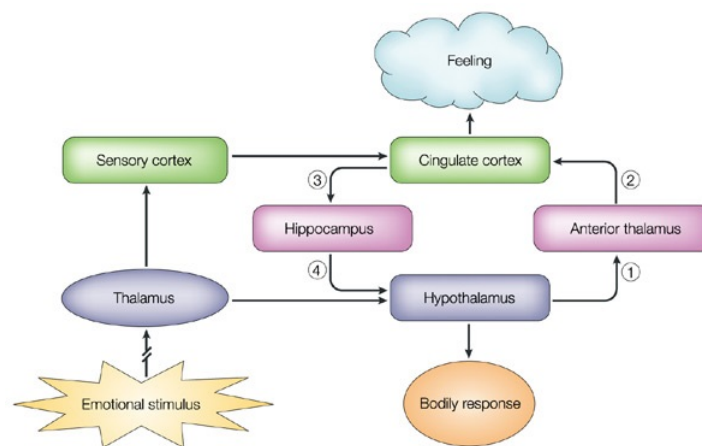 Feeling
Sensory cortex
Cingulate cortex
③
②
Hippocampus
Anterior thalamus
④
①
Thalamus
Hypothalamus
Emotional stimulus
Bodily response